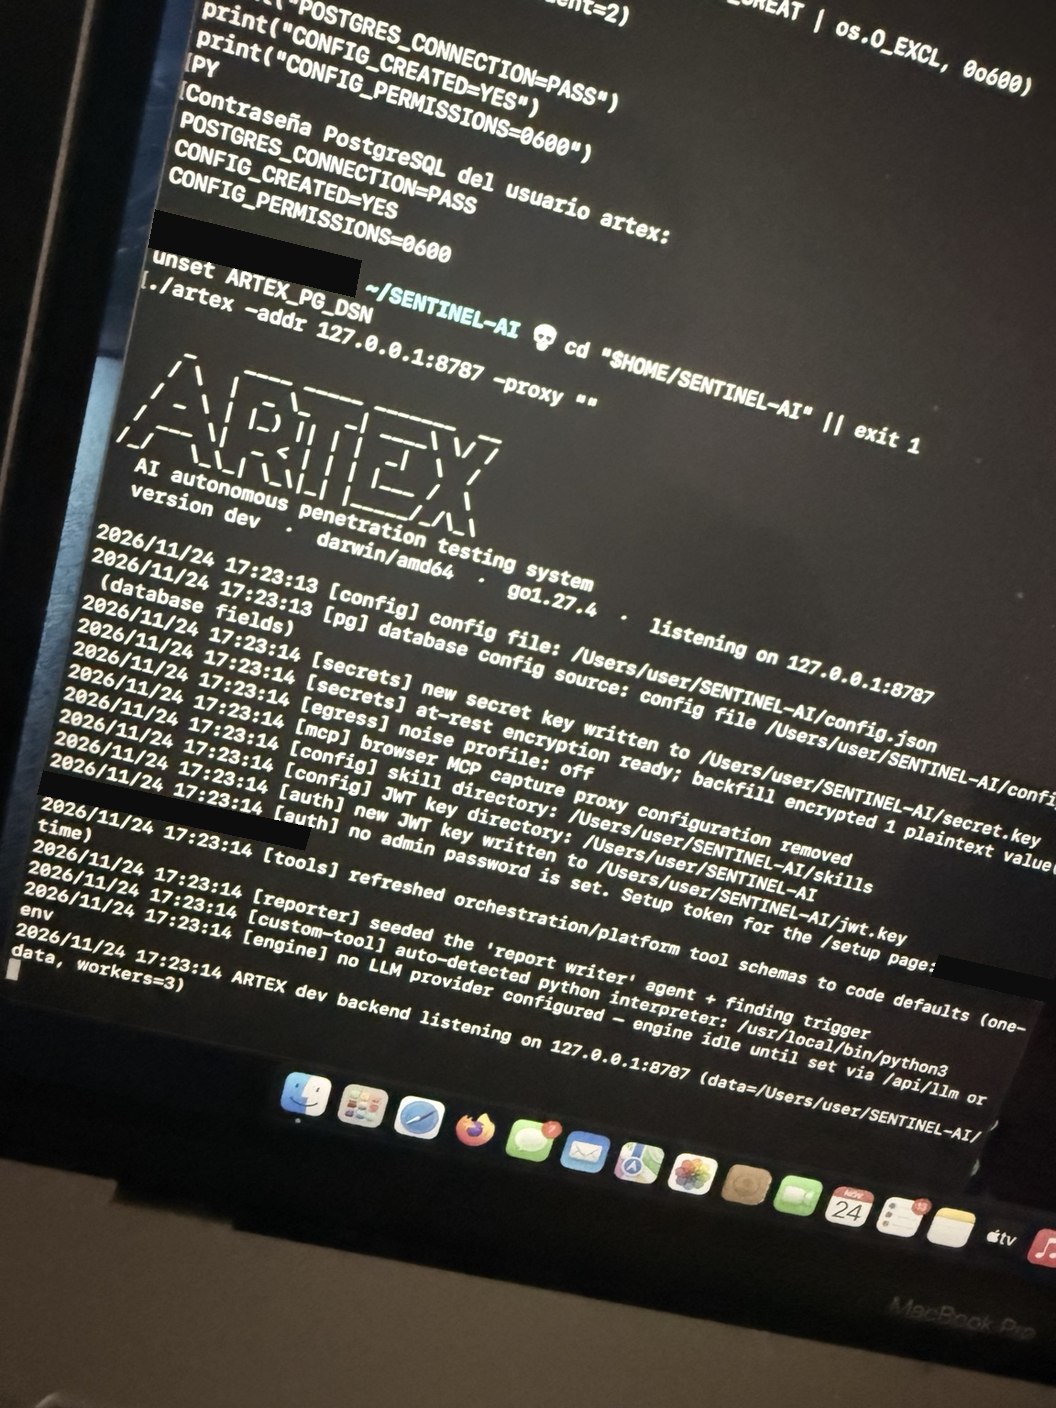 _CREAT | os.O_EXCL, 0o600)
=2)
"POSTGRES_CONNECTION=PASS")
print("CONFIG_CREATED=YES")
print("CONFIG_PERMISSIONS=0600")
PY
[Contraseña PostgreSQL del usuario artex:
POSTGRES_CONNECTION=PASS
CONFIG_CREATED=YES
CONFIG_PERMISSIONS=0600
~/SENTINEL-AI 💀 cd "$HOME/SENTINEL-AI" || exit 1
unset ARTEX_PG_DSN
[./artex -addr 127.0.0.1:8787 -proxy ""
ARTEX
AI autonomous penetration testing system
version dev · darwin/amd64 · go1.27.4 · listening on 127.0.0.1:8787
2026/11/24 17:23:13 [config] config file: /Users/user/SENTINEL-AI/config.json
2026/11/24 17:23:13 [pg] database config source: config file /Users/user/SENTINEL-AI/confi
(database fields)
2026/11/24 17:23:14 [secrets] new secret key written to /Users/user/SENTINEL-AI/secret.key
2026/11/24 17:23:14 [secrets] at-rest encryption ready; backfill encrypted 1 plaintext value(
2026/11/24 17:23:14 [egress] noise profile: off
2026/11/24 17:23:14 [mcp] browser MCP capture proxy configuration removed
2026/11/24 17:23:14 [config] skill directory: /Users/user/SENTINEL-AI/skills
2026/11/24 17:23:14 [config] JWT key directory: /Users/user/SENTINEL-AI
2026/11/24 17:23:14 [auth] new JWT key written to /Users/user/SENTINEL-AI/jwt.key
2026/11/24 17:23:14 [auth] no admin password is set. Setup token for the /setup page:
2026/11/24 17:23:14 [tools] refreshed orchestration/platform tool schemas to code defaults (one-
time)
2026/11/24 17:23:14 [reporter] seeded the 'report writer' agent + finding trigger
2026/11/24 17:23:14 [custom-tool] auto-detected python interpreter: /usr/local/bin/python3
2026/11/24 17:23:14 [engine] no LLM provider configured — engine idle until set via /api/llm or
env
2026/11/24 17:23:14 ARTEX dev backend listening on 127.0.0.1:8787 (data=/Users/user/SENTINEL-AI/
data, workers=3)
NOV
24
tv
MacBook Pro